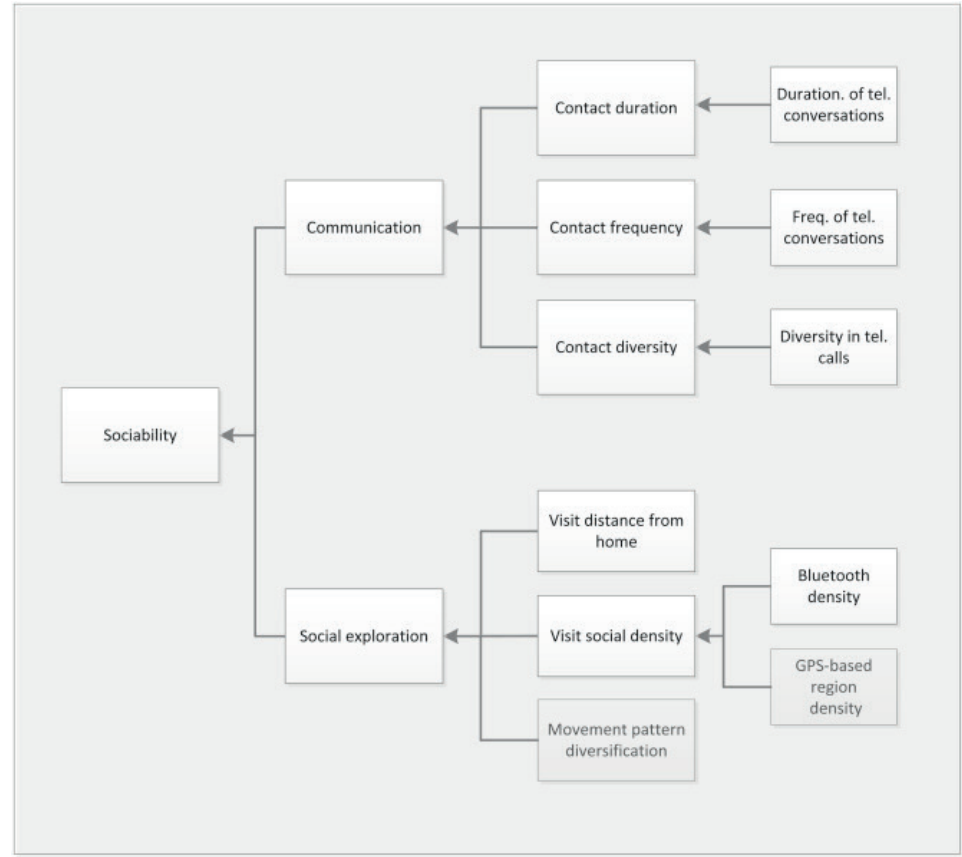 Contact duration
Duration. of tel.
conversations
Communication
Contact frequency
Freq. of tel.
conversations
Contact diversity
Diversity in tel.
calls
Sociability
Visit distance from
home
Social exploration
Visit social density
Bluetooth
density
GPS-based
region
density
Movement pattern
diversification